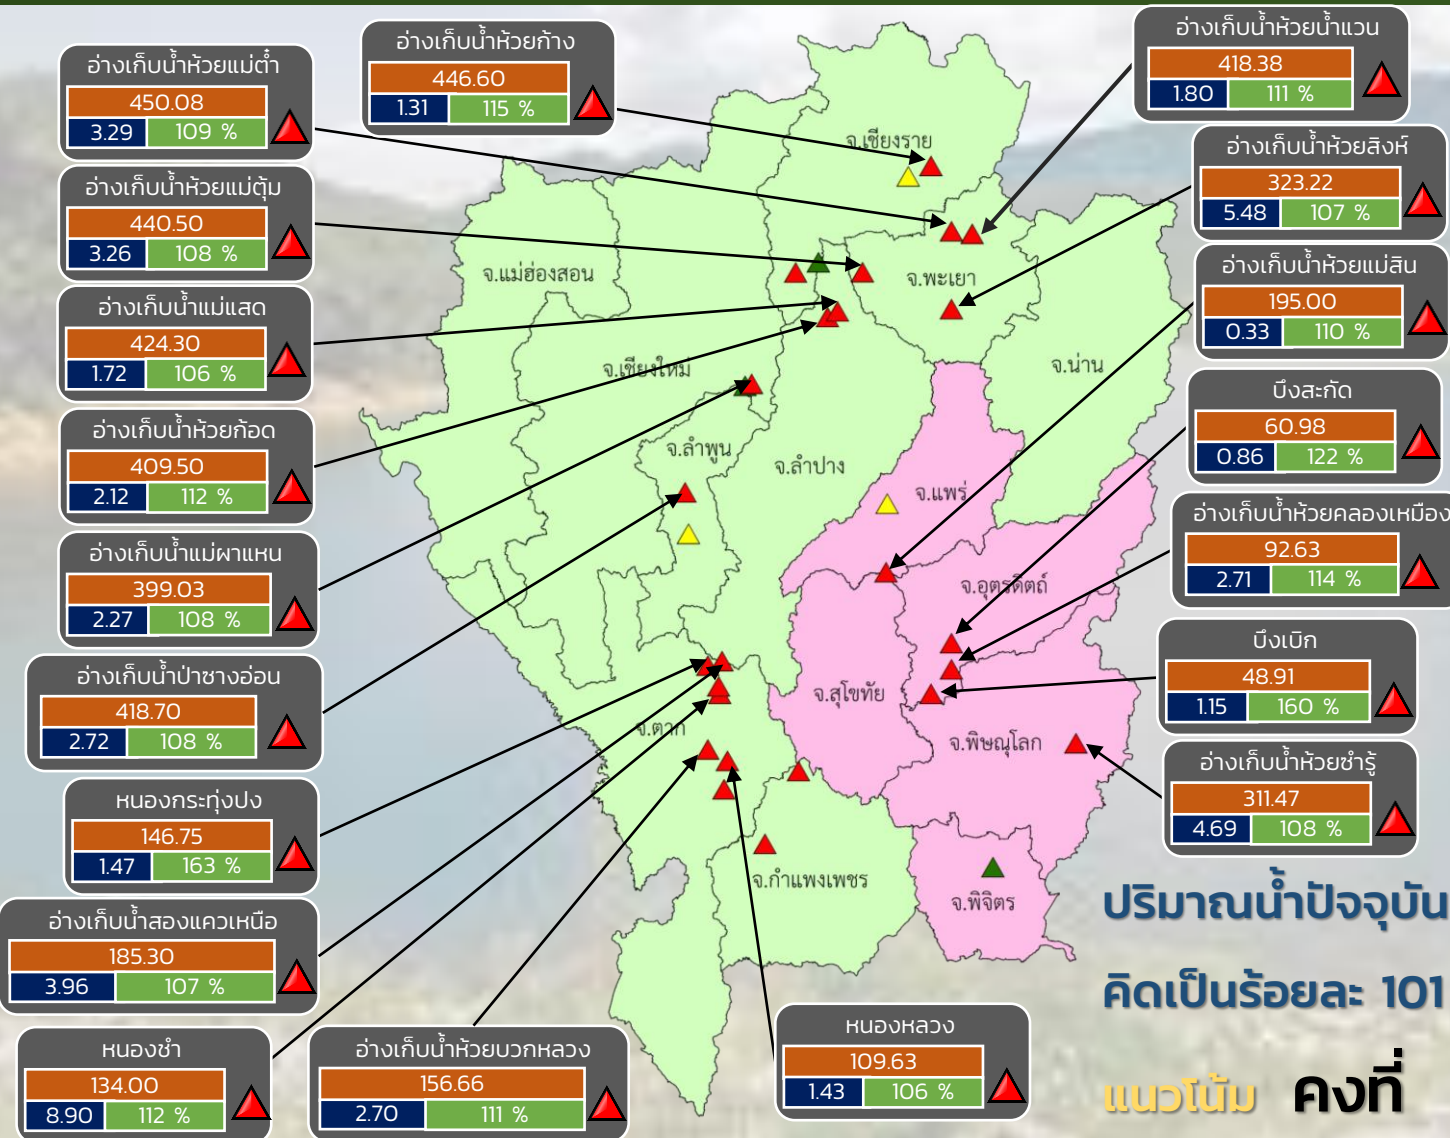 อ่างเก็บน้ำห้วยแม่ต๋ำ
450.08
3.29 109 %
อ่างเก็บน้ำห้วยก้าง
446.60
1.31 115 %
อ่างเก็บน้ำห้วยน้ำแวน
418.38
1.80 111 %
อ่างเก็บน้ำห้วยแม่ตุ้ม
440.50
3.26 108 %
อ่างเก็บน้ำห้วยสิงห์
323.22
5.48 107 %
อ่างเก็บน้ำแม่แสด
424.30
1.72 106 %
อ่างเก็บน้ำห้วยแม่สิน
195.00
0.33 110 %
อ่างเก็บน้ำห้วยก้อด
409.50
2.12 112 %
บึงสะกัด
60.98
0.86 122 %
อ่างเก็บน้ำแม่ผาแหน
399.03
2.27 108 %
อ่างเก็บน้ำห้วยคลองเหมือง
92.63
2.71 114 %
อ่างเก็บน้ำป่าซางอ่อน
418.70
2.72 108 %
บึงเบิก
48.91
1.15 160 %
หนองกระทุ่งปง
146.75
1.47 163 %
อ่างเก็บน้ำห้วยซำรู้
311.47
4.69 108 %
อ่างเก็บน้ำสองแควเหนือ
185.30
3.96 107 %
หนองชำ
134.00
8.90 112 %
อ่างเก็บน้ำห้วยบวกหลวง
156.66
2.70 111 %
หนองหลวง
109.63
1.43 106 %
จ.เชียงราย
จ.แม่ฮ่องสอน
จ.พะเยา
จ.น่าน
จ.เชียงใหม่
จ.ลำพูน
จ.ลำปาง
จ.แพร่
จ.อุตรดิตถ์
จ.สุโขทัย
จ.ตาก
จ.พิษณุโลก
จ.กำแพงเพชร
จ.พิจิตร
ปริมาณน้ำปัจจุบัน
คิดเป็นร้อยละ 101
แนวโน้ม คงที่